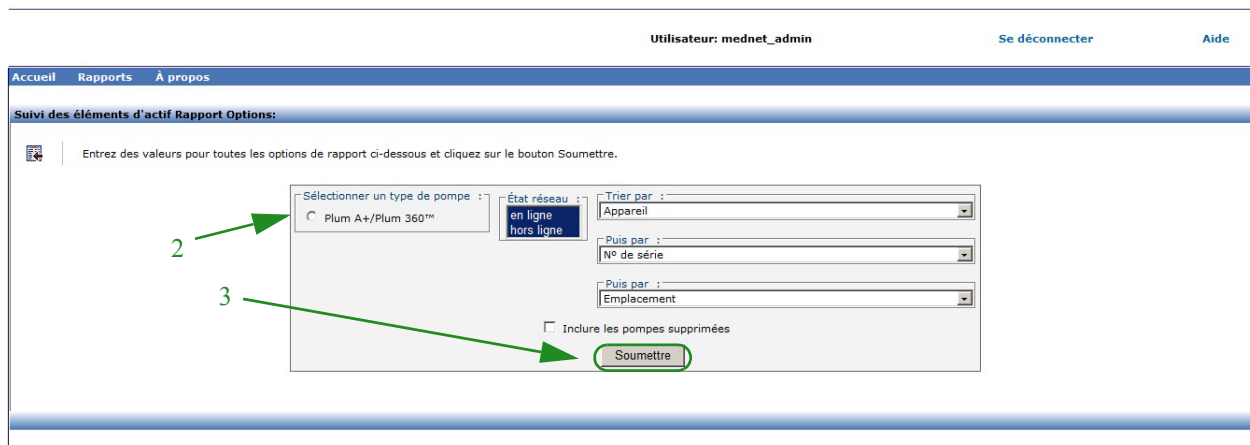 Utilisateur: mednet_admin Se déconnecter Aide
Accueil Rapports À propos
Suivi des éléments d'actif Rapport Options:
Entrez des valeurs pour toutes les options de rapport ci-dessous et cliquez sur le bouton Soumettre.
Sélectionner un type de pompe :
Plum A+/Plum 360™
2
État réseau :
en ligne
hors ligne
Trier par :
Appareil
Puis par :
Nº de série
Puis par :
Emplacement
3
Inclure les pompes supprimées
Soumettre